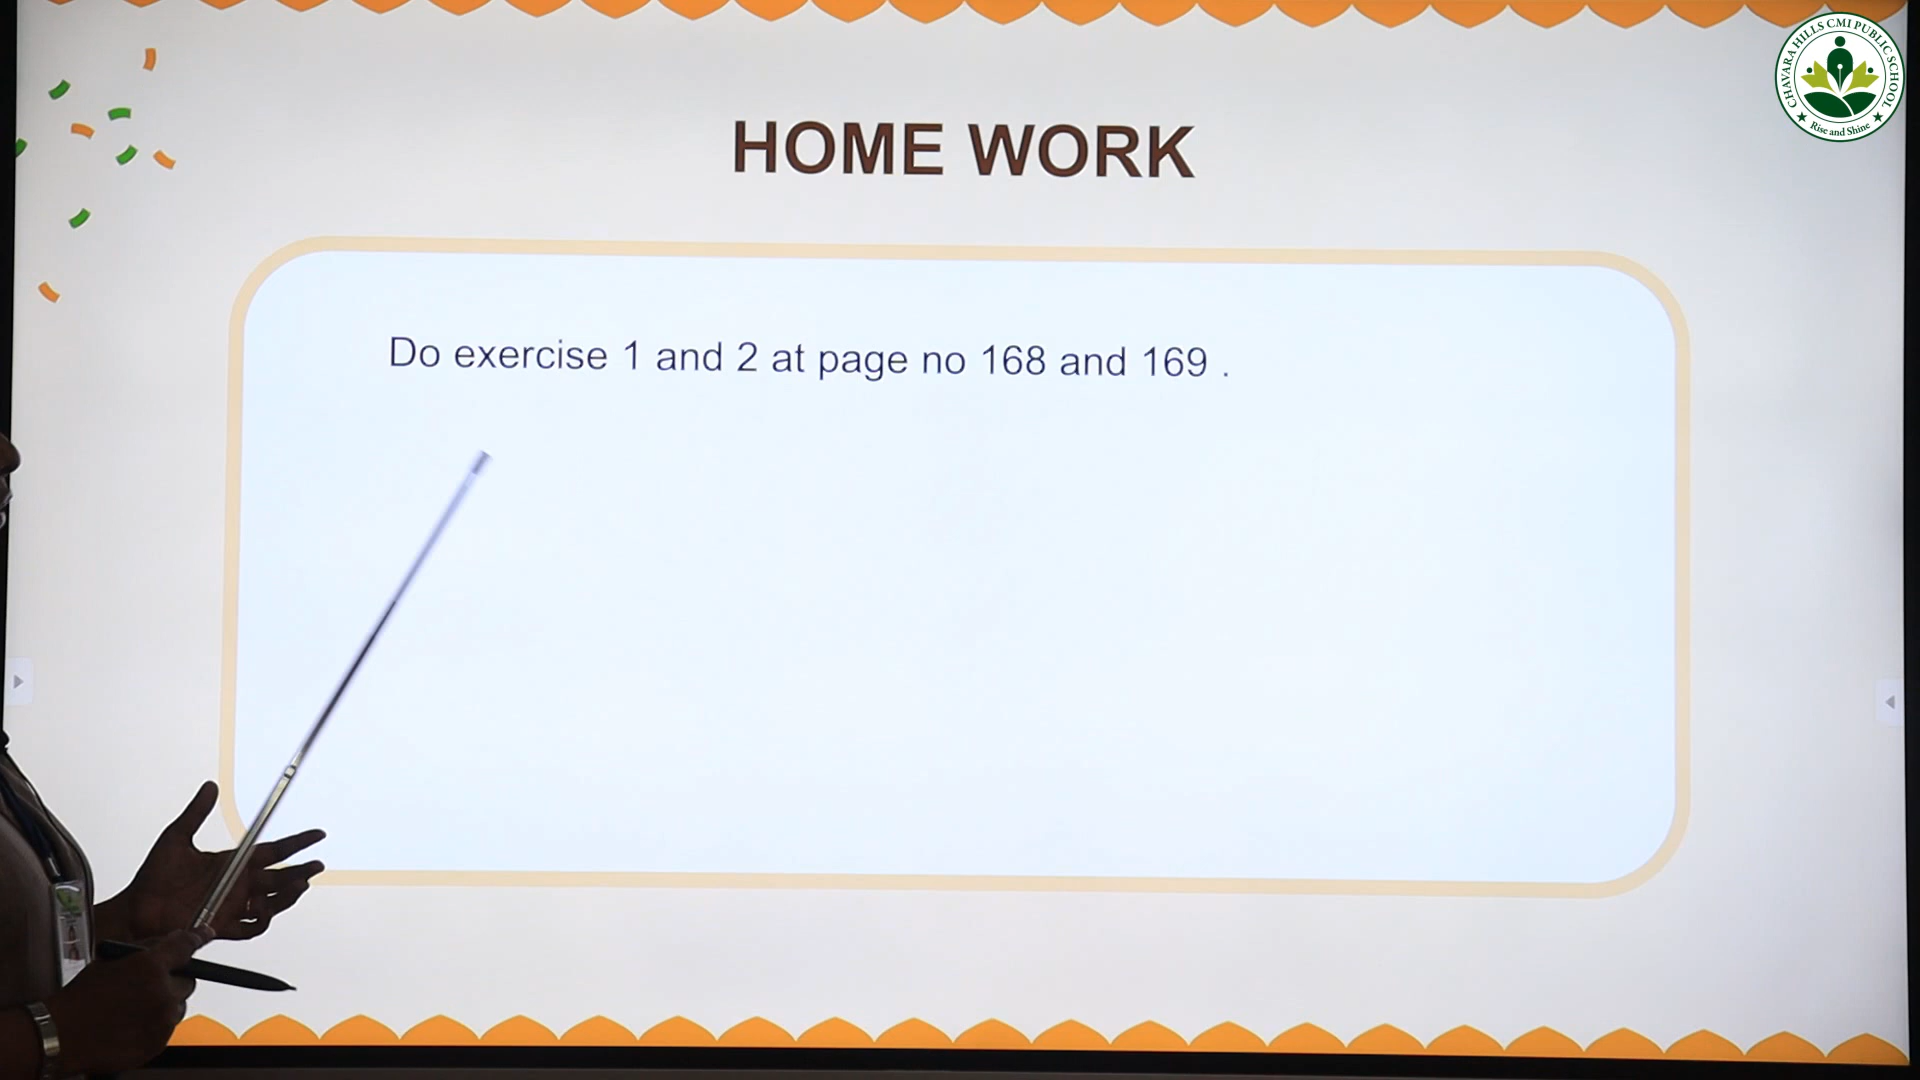 CHAVARA HILLS CMI PUBLIC SCHOOL
Rise and Shine
HOME WORK
Do exercise 1 and 2 at page no 168 and 169 .